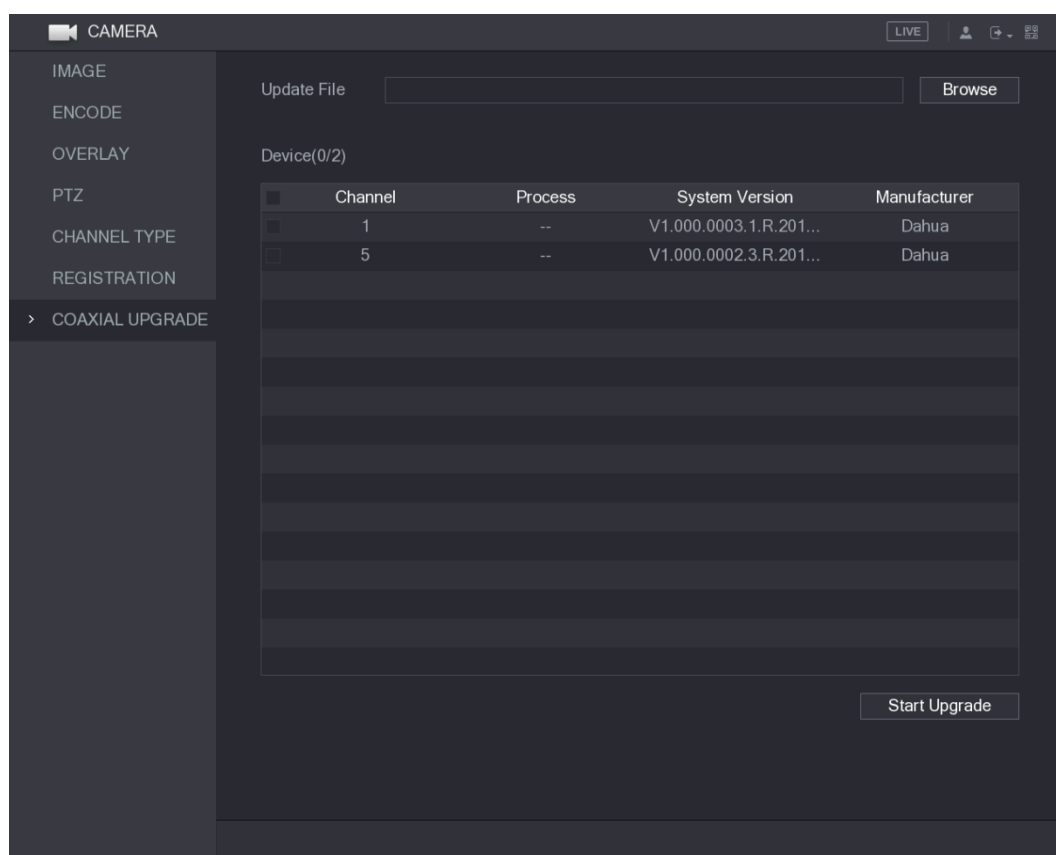 CAMERA LIVE
IMAGE
ENCODE
OVERLAY
PTZ
CHANNEL TYPE
REGISTRATION
> COAXIAL UPGRADE
Update File Browse
Device(0/2)
Channel Process System Version Manufacturer
1 -- V1.000.0003.1.R.201... Dahua
5 -- V1.000.0002.3.R.201... Dahua
Start Upgrade